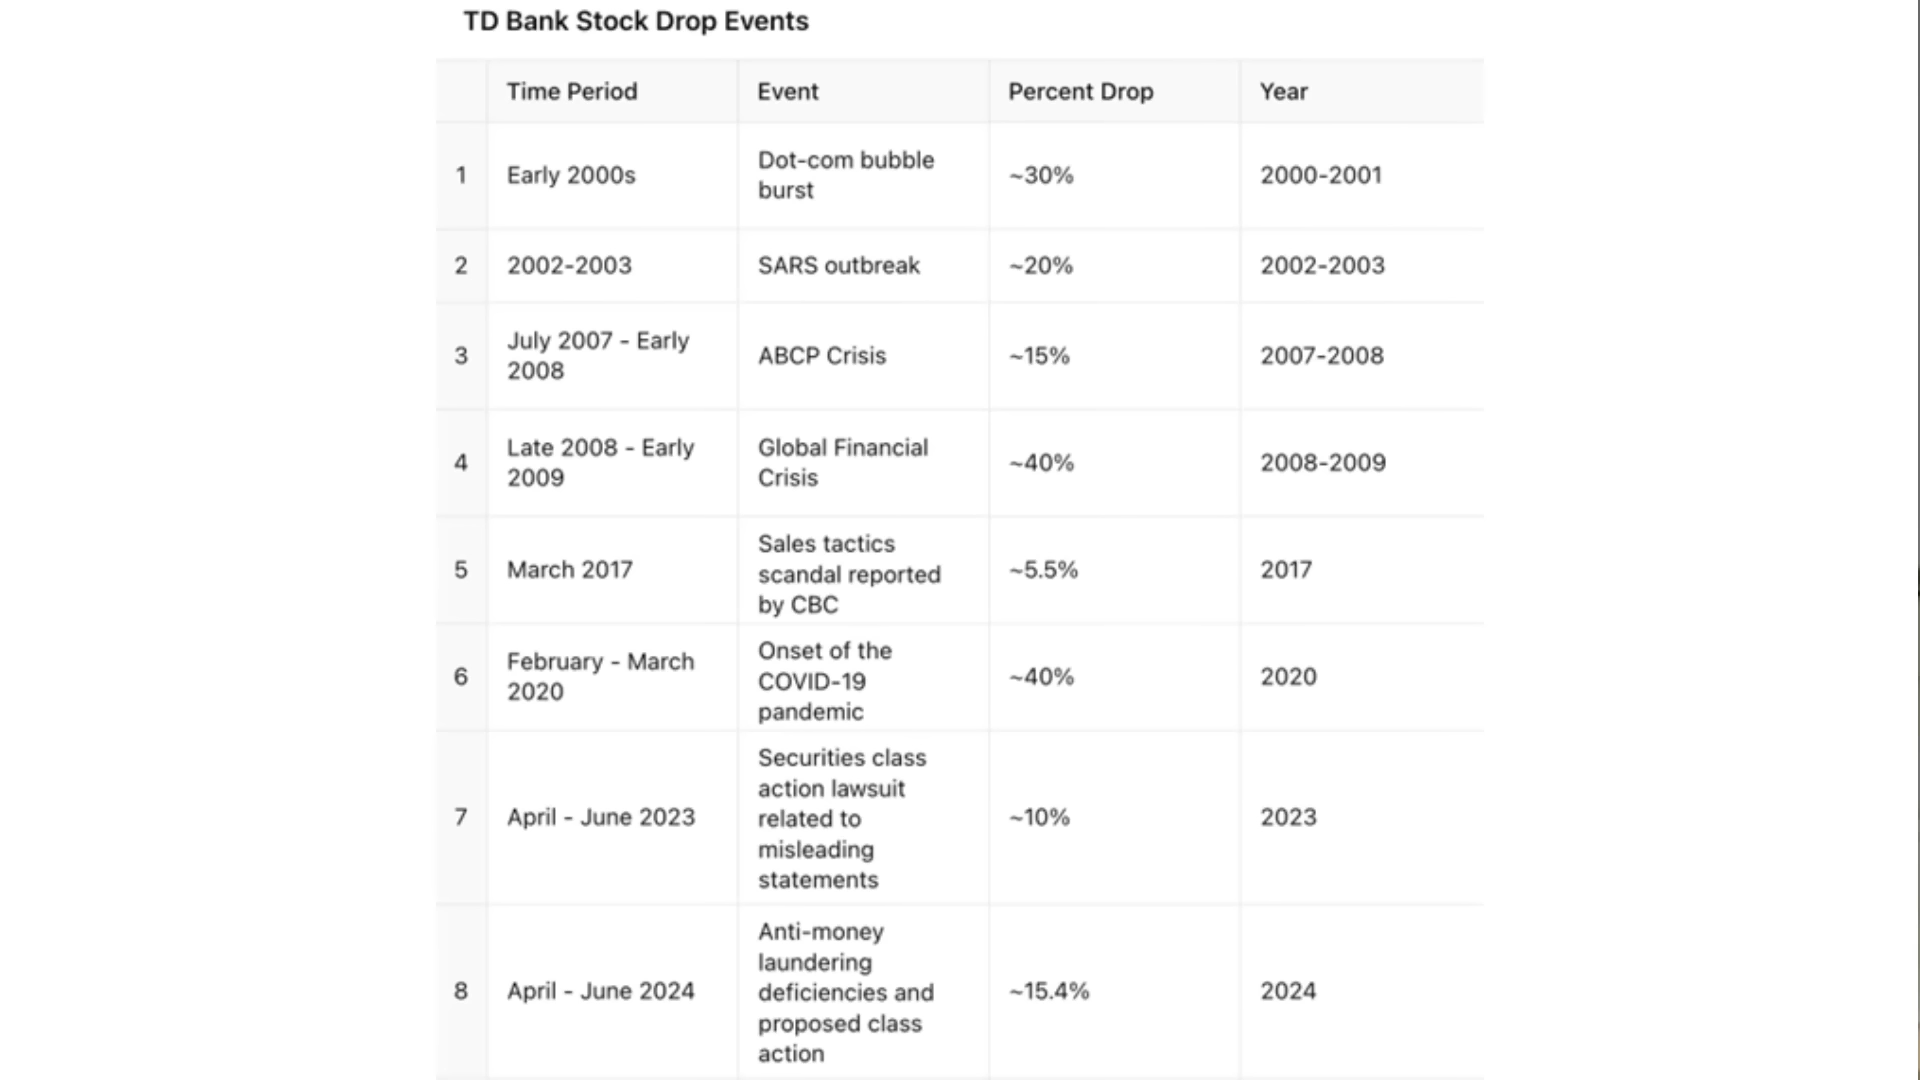 TD Bank Stock Drop Events
Time Period Event Percent Drop Year
1 Early 2000s Dot-com bubble burst ~30% 2000-2001
2 2002-2003 SARS outbreak ~20% 2002-2003
3 July 2007 - Early 2008 ABCP Crisis ~15% 2007-2008
4 Late 2008 - Early 2009 Global Financial Crisis ~40% 2008-2009
5 March 2017 Sales tactics scandal reported by CBC ~5.5% 2017
6 February - March 2020 Onset of the COVID-19 pandemic ~40% 2020
7 April - June 2023 Securities class action lawsuit related to misleading statements ~10% 2023
8 April - June 2024 Anti-money laundering deficiencies and proposed class action ~15.4% 2024